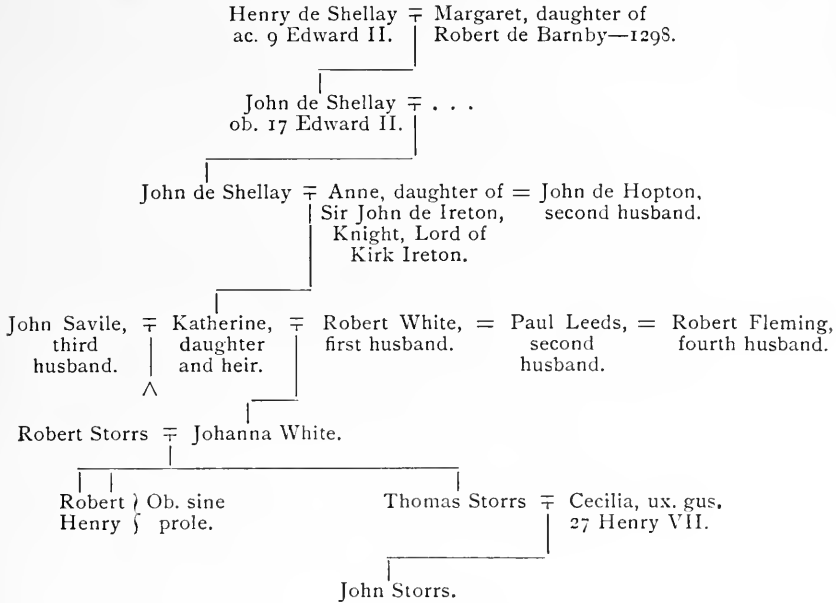 Henry de Shellay ∓ Margaret, daughter of
ac. 9 Edward II. Robert de Barnby—1298.
John de Shellay ∓ . . .
ob. 17 Edward II.
John de Shellay ∓ Anne, daughter of = John de Hopton,
Sir John de Ireton, second husband.
Knight, Lord of
Kirk Ireton.
John Savile, ∓ Katherine, ∓ Robert White, = Paul Leeds, = Robert Fleming,
third daughter first husband. second fourth husband.
husband. and heir. husband.
Robert Storrs ∓ Johanna White.
Robert } Ob. sine Thomas Storrs ∓ Cecilia, ux. gus,
Henry } prole. 27 Henry VII.
John Storrs.